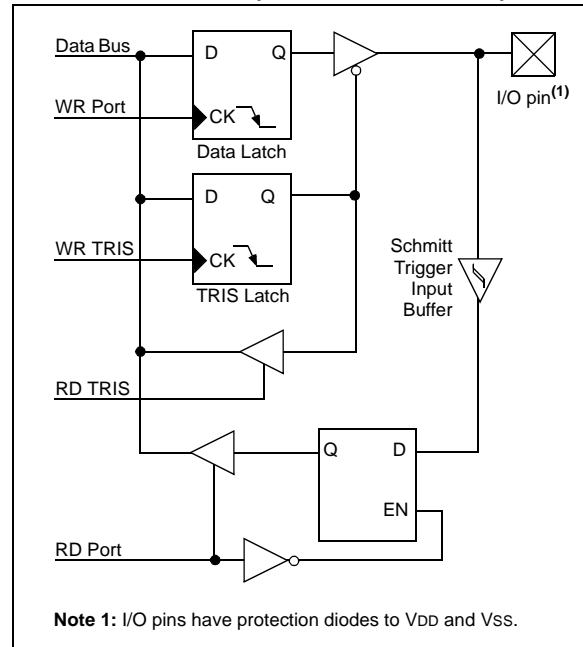 Data Bus
D
Q
I/O pin(1)
WR Port
CK
Data Latch
D
Q
WR TRIS
CK
TRIS Latch
Schmitt
Trigger
Input
Buffer
RD TRIS
Q
D
EN
RD Port
Note 1: I/O pins have protection diodes to VDD and VSS.